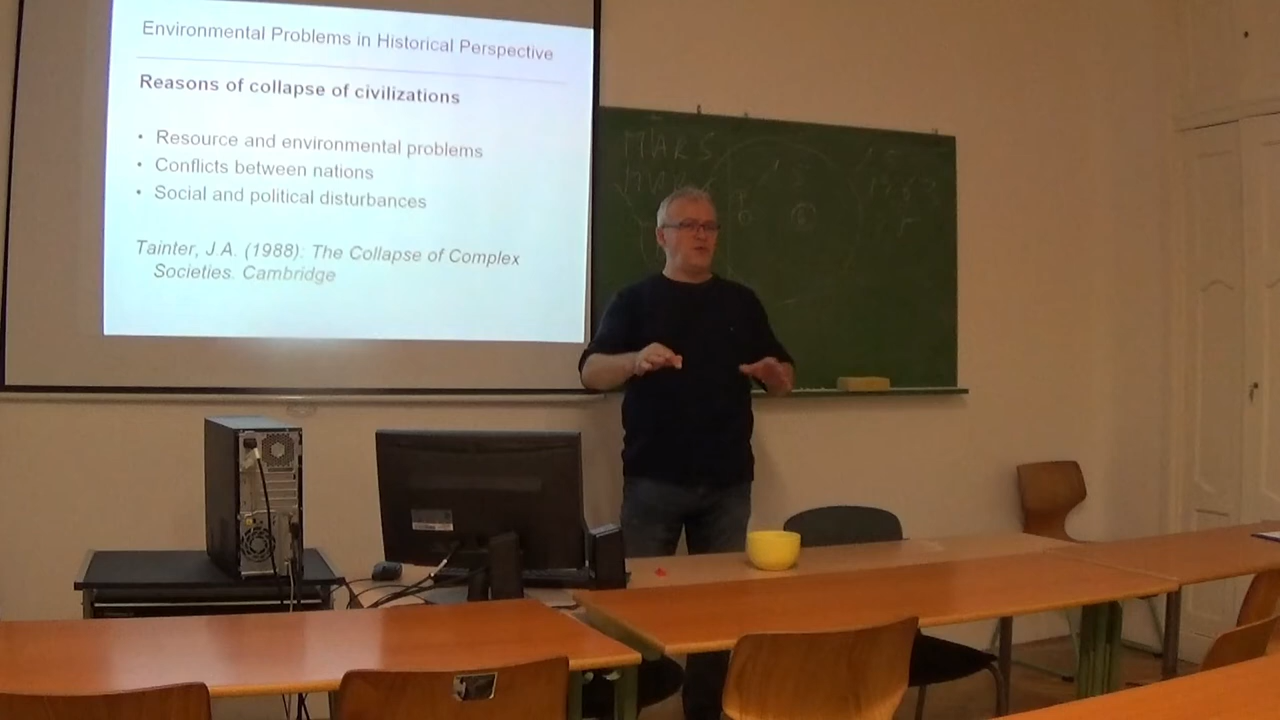 Environmental Problems in Historical Perspective
Reasons of collapse of civilizations
• Resource and environmental problems
• Conflicts between nations
• Social and political disturbances
Tainter, J.A. (1988): The Collapse of Complex
Societies. Cambridge
MARS